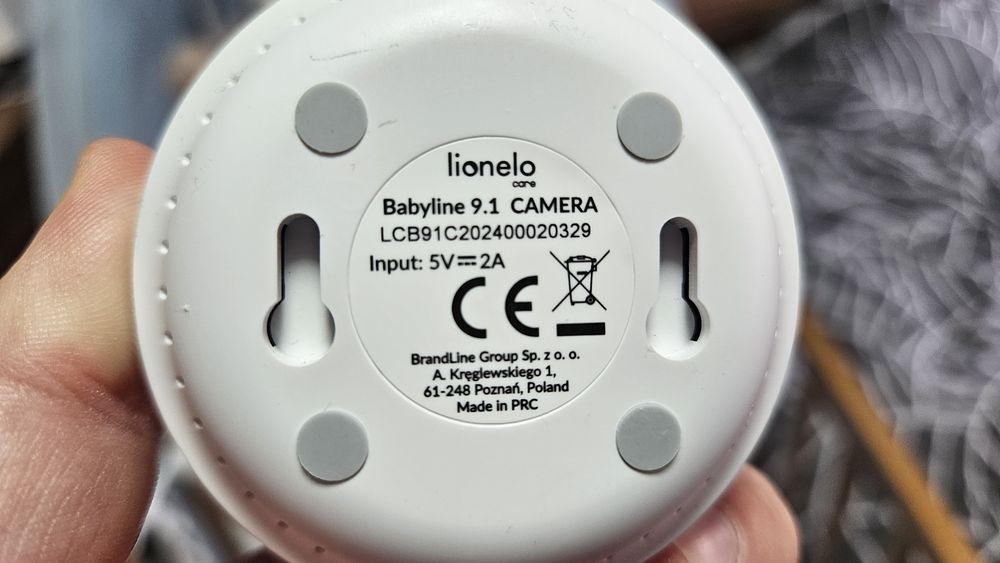 lionelo
care
Babyline 9.1 CAMERA
LCB91C202400020329
Input: 5V⎓2A
CE
BrandLine Group Sp. z o. o.
A. Kręglewskiego 1,
61-248 Poznań, Poland
Made in PRC